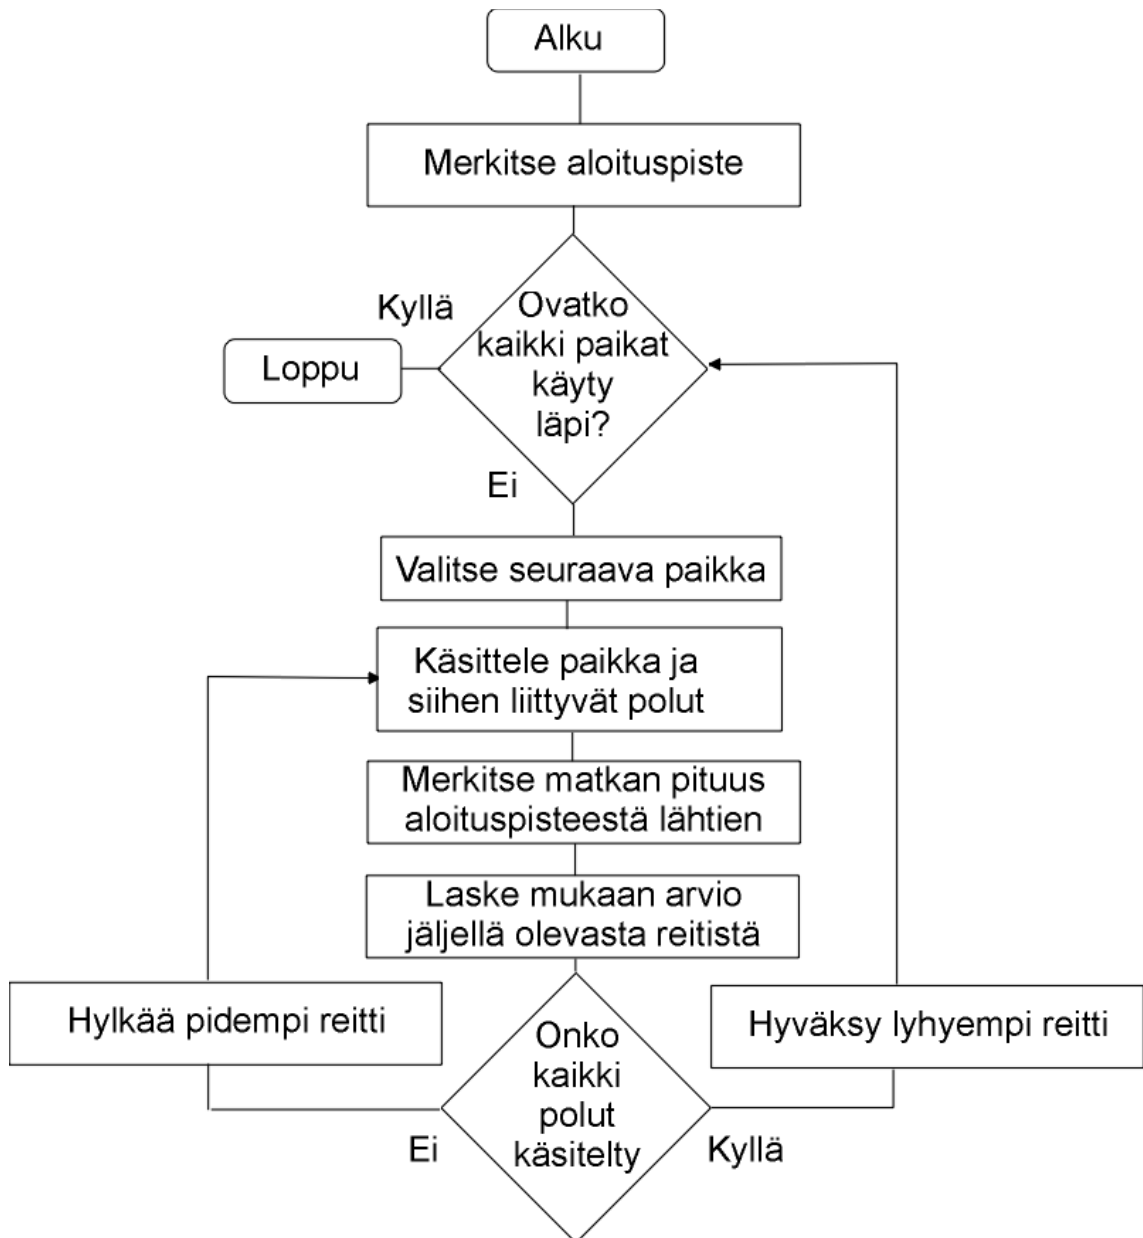 Alku
Merkitse aloituspiste
Kyllä
Ovatko
kaikki paikat
käyty
läpi?
Loppu
Ei
Valitse seuraava paikka
Käsittele paikka ja
siihen liittyvät polut
Merkitse matkan pituus
aloituspisteestä lähtien
Laske mukaan arvio
jäljellä olevasta reitistä
Hylkää pidempi reitti
Onko
kaikki
polut
käsitelty
Hyväksy lyhyempi reitti
Ei
Kyllä